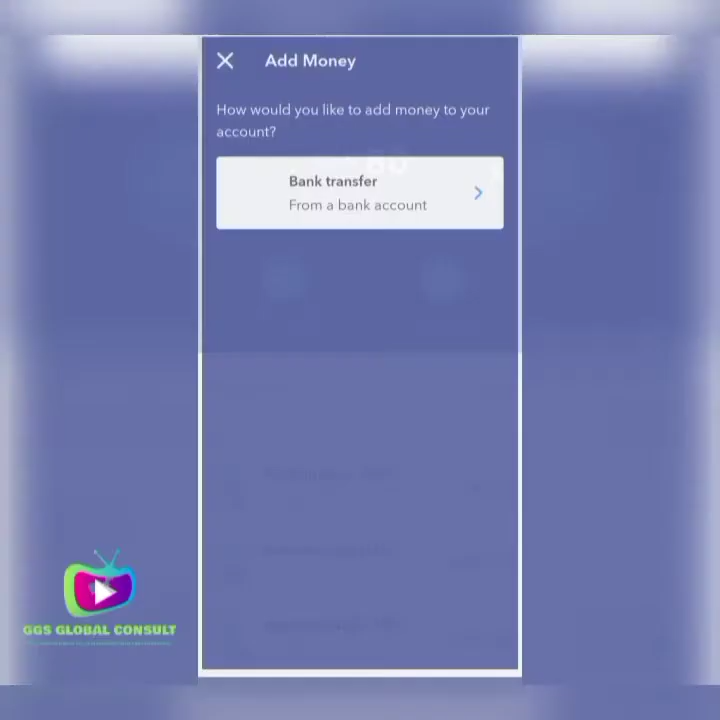 Add Money
How would you like to add money to your
account?
Bank transfer
From a bank account
GGS GLOBAL CONSULT